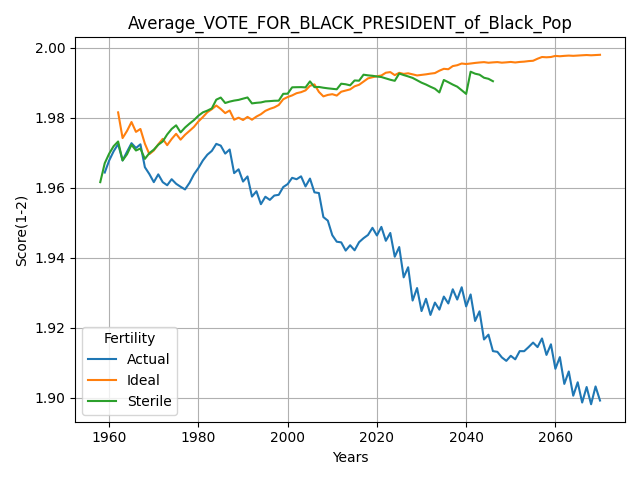 Average_VOTE_FOR_BLACK_PRESIDENT_of_Black_Pop
2.00
1.98
1.96
1.94
1.92
1.90
Score(1-2)
Fertility
Actual
Ideal
Sterile
1960 1980 2000 2020 2040 2060
Years